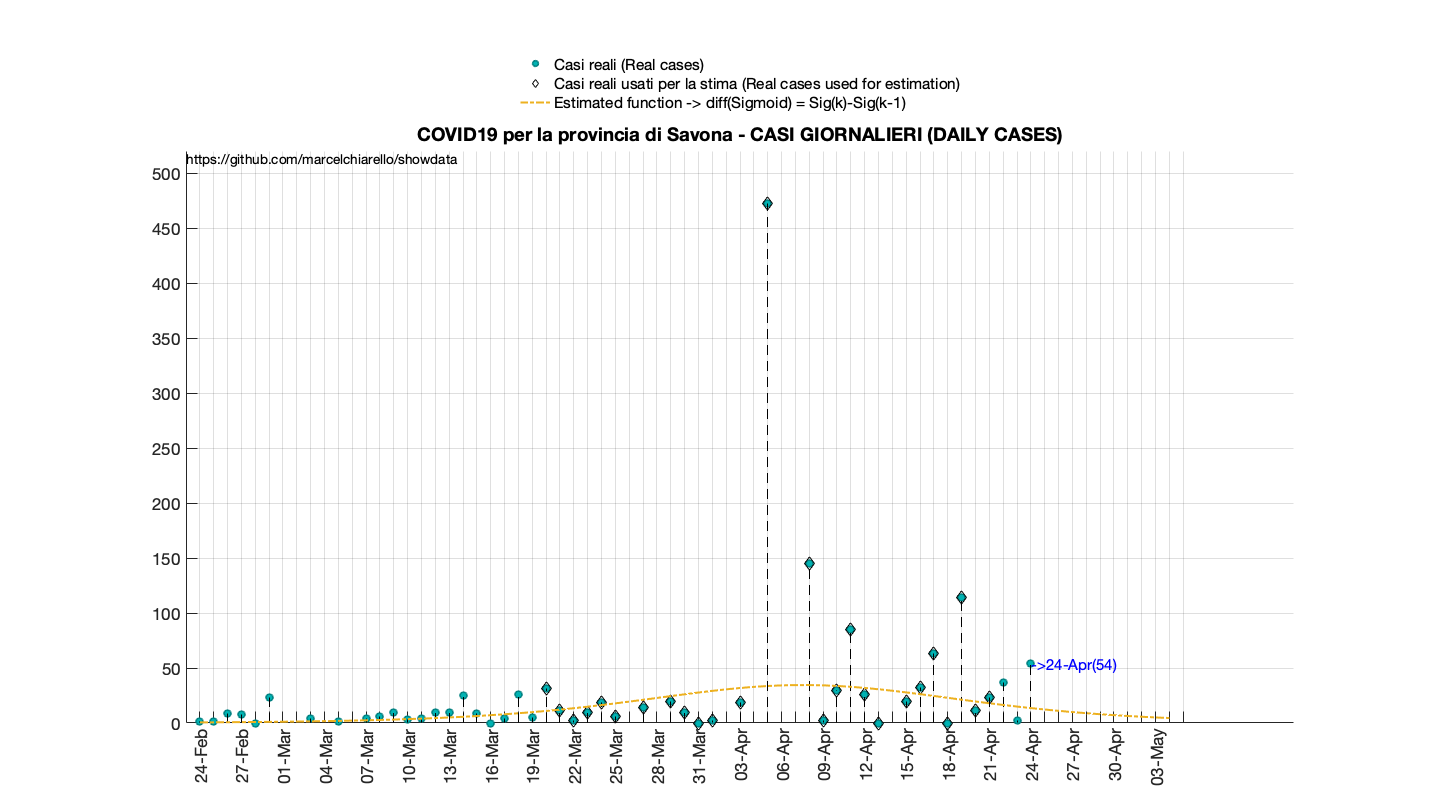 Casi reali (Real cases)
Casi reali usati per la stima (Real cases used for estimation)
Estimated function -> diff(Sigmoid) = Sig(k)-Sig(k-1)
COVID19 per la provincia di Savona - CASI GIORNALIERI (DAILY CASES)
https://github.com/marcelchiarello/showdata
500
450
400
350
300
250
200
150
100
50
0
>24-Apr(54)
24-Feb
27-Feb
01-Mar
04-Mar
07-Mar
10-Mar
13-Mar
16-Mar
19-Mar
22-Mar
25-Mar
28-Mar
31-Mar
03-Apr
06-Apr
09-Apr
12-Apr
15-Apr
18-Apr
21-Apr
24-Apr
27-Apr
30-Apr
03-May